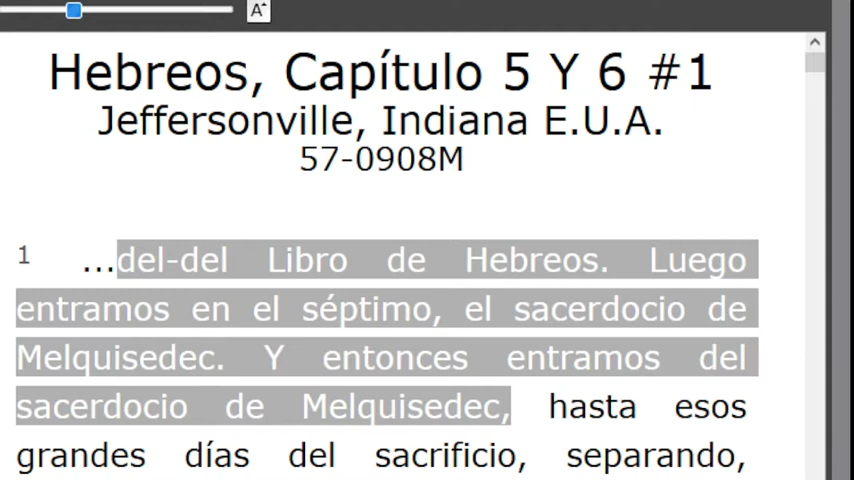 A
Hebreos, Capítulo 5 Y 6 #1
Jeffersonville, Indiana E.U.A.
57-0908M
1 ...del-del Libro de Hebreos. Luego
entramos en el séptimo, el sacerdocio de
Melquisedec. Y entonces entramos del
sacerdocio de Melquisedec, hasta esos
grandes días del sacrificio, separando,